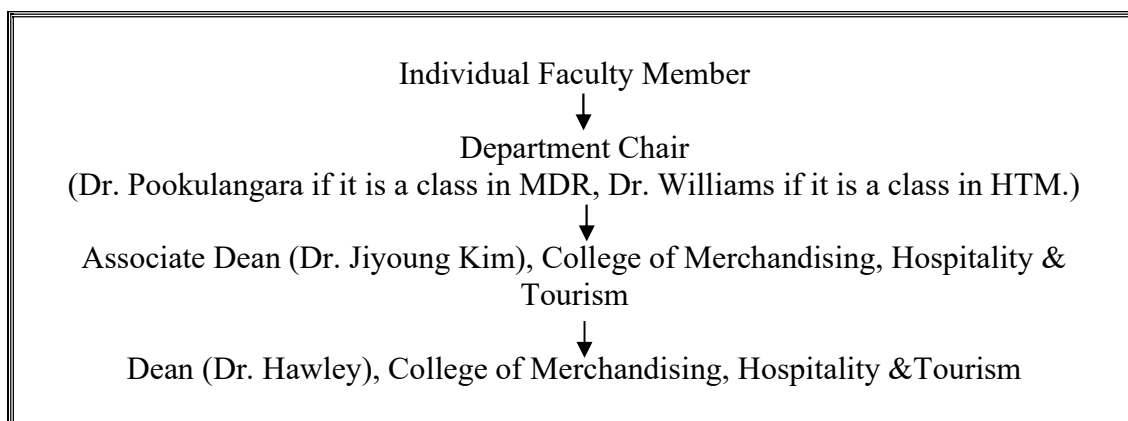 Individual Faculty Member
Department Chair
(Dr. Pookulangara if it is a class in MDR, Dr. Williams if it is a class in HTM.)
Associate Dean (Dr. Jiyoung Kim), College of Merchandising, Hospitality &
Tourism
Dean (Dr. Hawley), College of Merchandising, Hospitality &Tourism